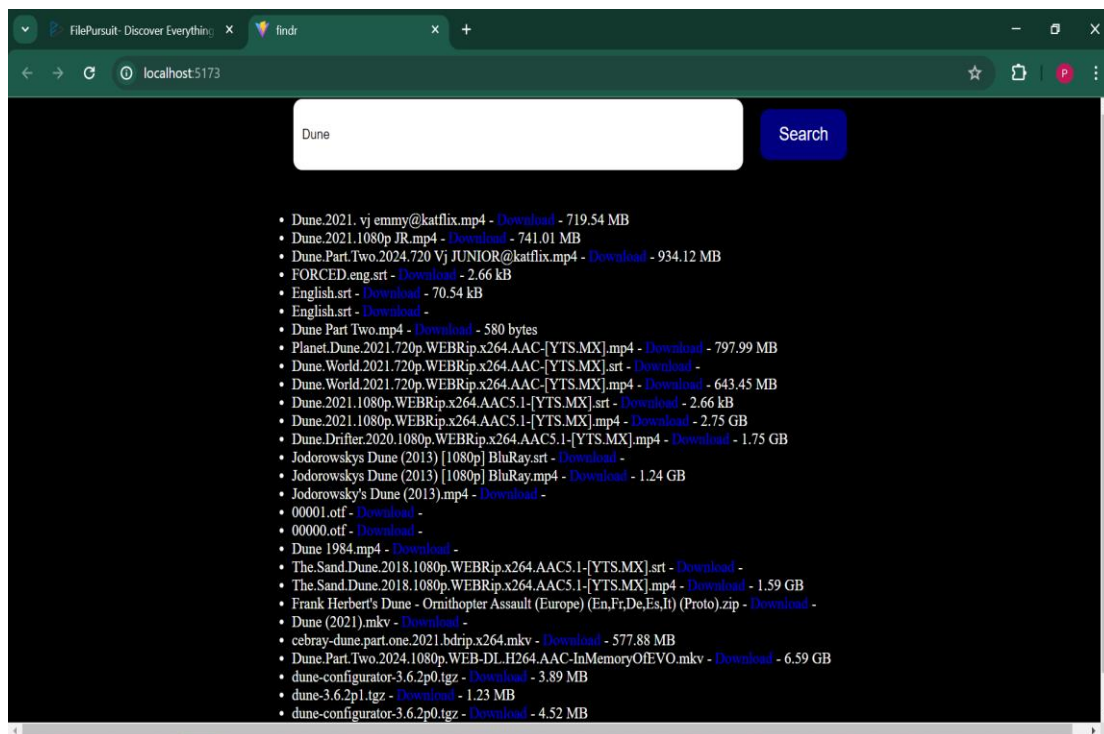 FilePursuit- Discover Everything
findr
localhost:5173
P
Dune
Search
• Dune.2021. vj emmy@katflix.mp4 - Download - 719.54 MB
• Dune.2021.1080p JR.mp4 - Download - 741.01 MB
• Dune.Part.Two.2024.720 Vj JUNIOR@katflix.mp4 - Download - 934.12 MB
• FORCED.eng.srt - Download - 2.66 kB
• English.srt - Download - 70.54 kB
• English.srt - Download -
• Dune Part Two.mp4 - Download - 580 bytes
• Planet.Dune.2021.720p.WEBRip.x264.AAC-[YTS.MX].mp4 - Download - 797.99 MB
• Dune.World.2021.720p.WEBRip.x264.AAC-[YTS.MX].srt - Download -
• Dune.World.2021.720p.WEBRip.x264.AAC-[YTS.MX].mp4 - Download - 643.45 MB
• Dune.2021.1080p.WEBRip.x264.AAC5.1-[YTS.MX].srt - Download - 2.66 kB
• Dune.2021.1080p.WEBRip.x264.AAC5.1-[YTS.MX].mp4 - Download - 2.75 GB
• Dune.Drifter.2020.1080p.WEBRip.x264.AAC5.1-[YTS.MX].mp4 - Download - 1.75 GB
• Jodorowskys Dune (2013) [1080p] BluRay.srt - Download -
• Jodorowskys Dune (2013) [1080p] BluRay.mp4 - Download - 1.24 GB
• Jodorowsky's Dune (2013).mp4 - Download -
• 00001.otf - Download -
• 00000.otf - Download -
• Dune 1984.mp4 - Download -
• The.Sand.Dune.2018.1080p.WEBRip.x264.AAC5.1-[YTS.MX].srt - Download -
• The.Sand.Dune.2018.1080p.WEBRip.x264.AAC5.1-[YTS.MX].mp4 - Download - 1.59 GB
• Frank Herbert's Dune - Ornithopter Assault (Europe) (En,Fr,De,Es,It) (Proto).zip - Download -
• Dune (2021).mkv - Download -
• cebray-dune.part.one.2021.bdrip.x264.mkv - Download - 577.88 MB
• Dune.Part.Two.2024.1080p.WEB-DL.H264.AAC-InMemoryOfEVO.mkv - Download - 6.59 GB
• dune-configurator-3.6.2p0.tgz - Download - 3.89 MB
• dune-3.6.2p1.tgz - Download - 1.23 MB
• dune-configurator-3.6.2p0.tgz - Download - 4.52 MB